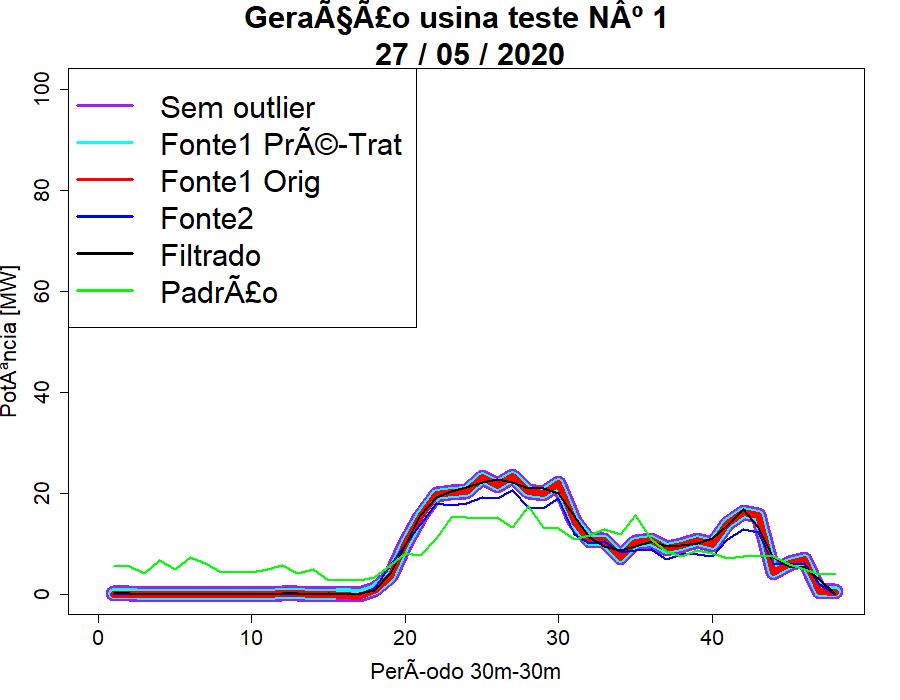 GeraÃ§Ã£o usina teste NÂº 1
27 / 05 / 2020
Sem outlier
Fonte1 PrÃ©-Trat
Fonte1 Orig
Fonte2
Filtrado
PadrÃ£o
PotÃªncia [MW]
100
80
60
40
20
0
0 10 20 30 40
PerÃ­-odo 30m-30m